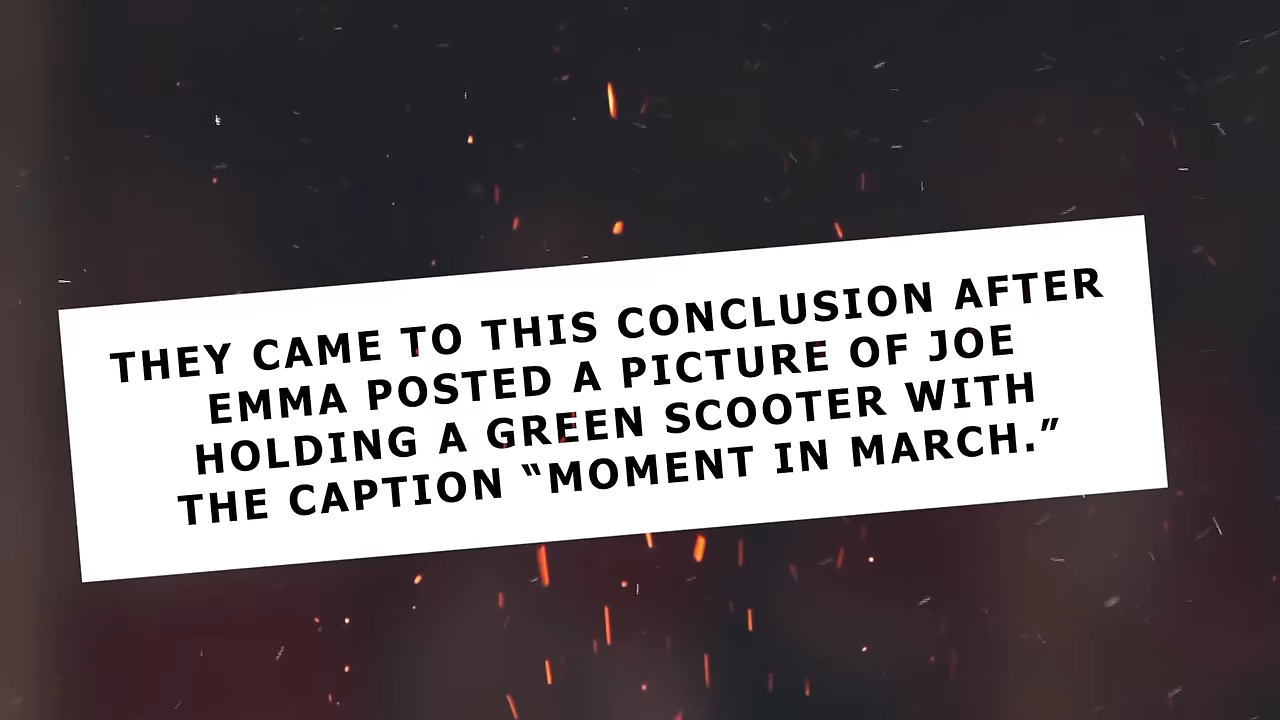 THEY CAME TO THIS CONCLUSION AFTER
EMMA POSTED A PICTURE OF JOE
HOLDING A GREEN SCOOTER WITH
THE CAPTION “MOMENT IN MARCH.”